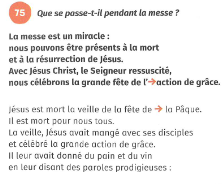 75 Que se passe-t-il pendant la messe ?
La messe est un miracle :
nous pouvons être présents à la mort
et à la résurrection de Jésus.
Avec Jésus Christ, le Seigneur ressuscité,
nous célébrons la grande fête de l'➔action de grâce.
Jésus est mort la veille de la fête de ➔ la Pâque.
Il est mort pour nous tous.
La veille, Jésus avait mangé avec ses disciples
et célébré la grande action de grâce.
Il leur avait donné du pain et du vin
en leur disant des paroles prodigieuses :